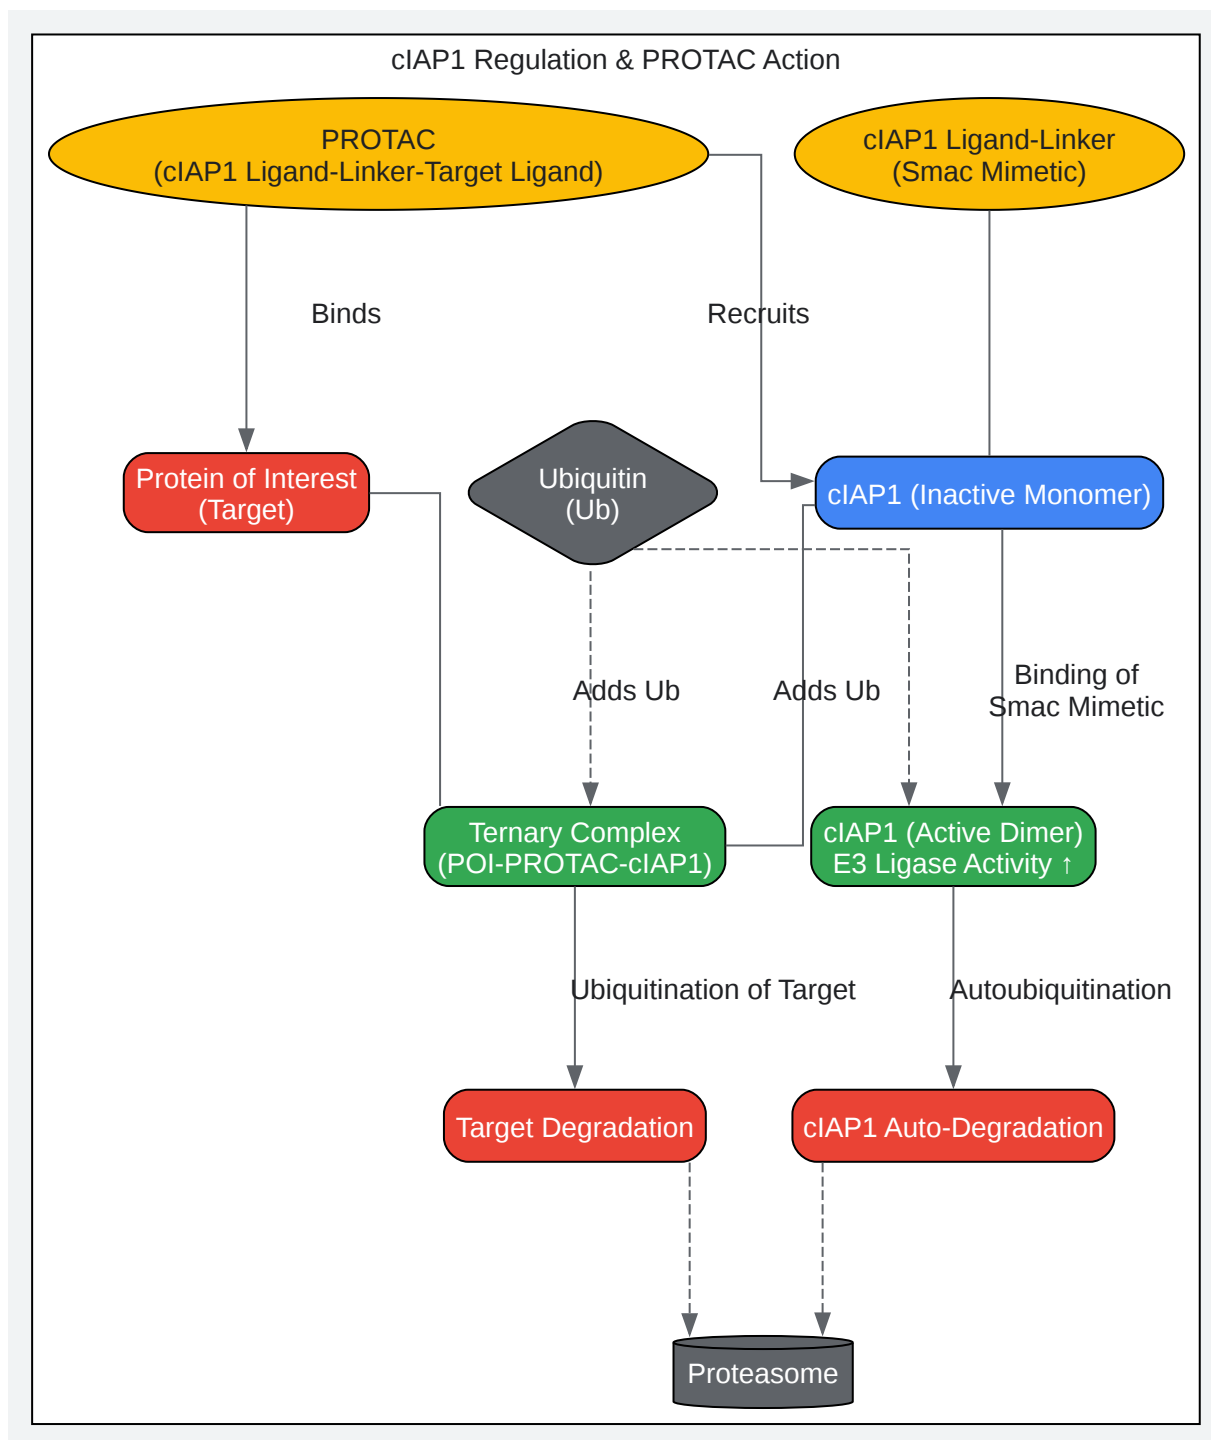 cIAP1 Regulation & PROTAC Action
PROTAC
(cIAP1 Ligand-Linker-Target Ligand)
cIAP1 Ligand-Linker
(Smac Mimetic)
Binds
Recruits
Protein of Interest
(Target)
Ubiquitin
(Ub)
cIAP1 (Inactive Monomer)
Adds Ub
Adds Ub
Binding of
Smac Mimetic
Ternary Complex
(POI-PROTAC-cIAP1)
cIAP1 (Active Dimer)
E3 Ligase Activity ↑
Ubiquitination of Target
Autoubiquitination
Target Degradation
cIAP1 Auto-Degradation
Proteasome